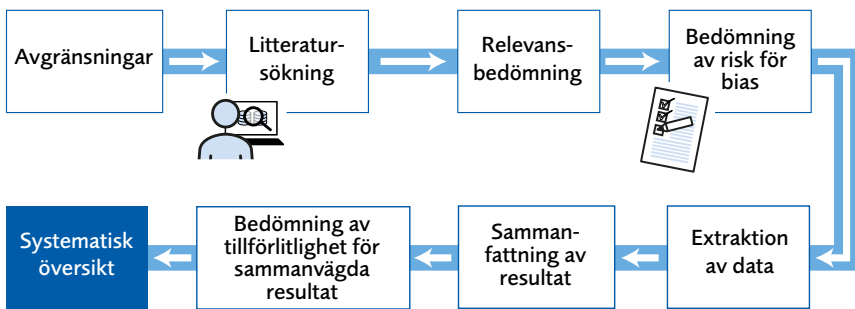 Avgränsningar
Litteratur-
sökning
Relevans-
bedömning
Bedömning
av risk för
bias
Extraktion
av data
Samman-
fattning av
resultat
Bedömning av
tillförlitlighet för
sammanvägda
resultat
Systematisk
översikt